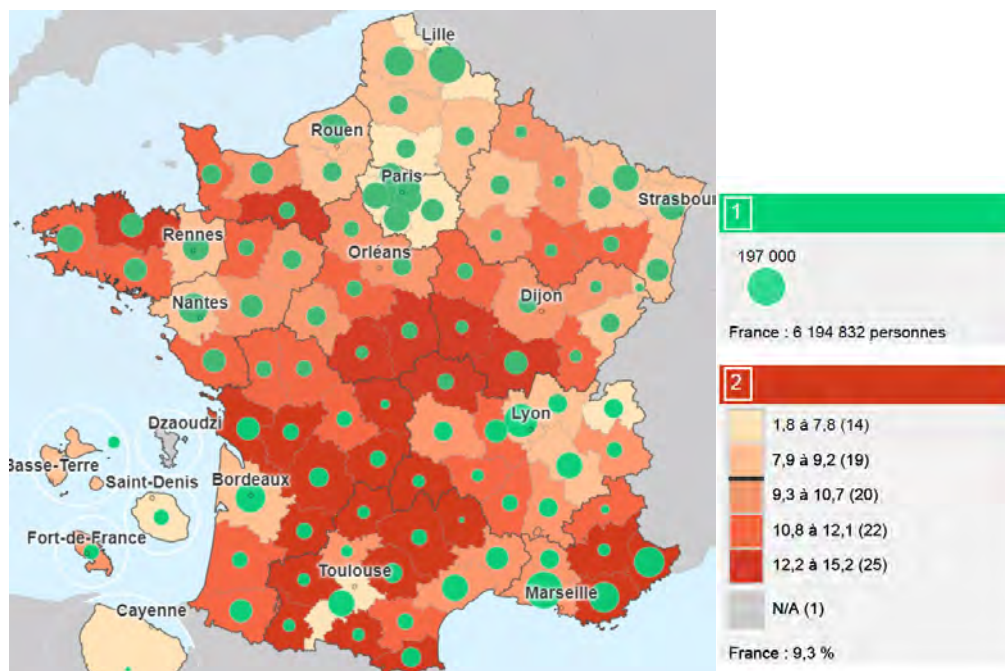 Lille
Rouen
Paris
Strasbour
Rennes
Orléans
Nantes
Dijon
Lyon
Dzaoudzi
Basse-Terre
Saint-Denis
Bordeaux
Fort-de-France
Toulouse
Marseille
Cayenne
1
197 000
France : 6 194 832 personnes
2
1,8 à 7,8 (14)
7,9 à 9,2 (19)
9,3 à 10,7 (20)
10,8 à 12,1 (22)
12,2 à 15,2 (25)
N/A (1)
France : 9,3 %